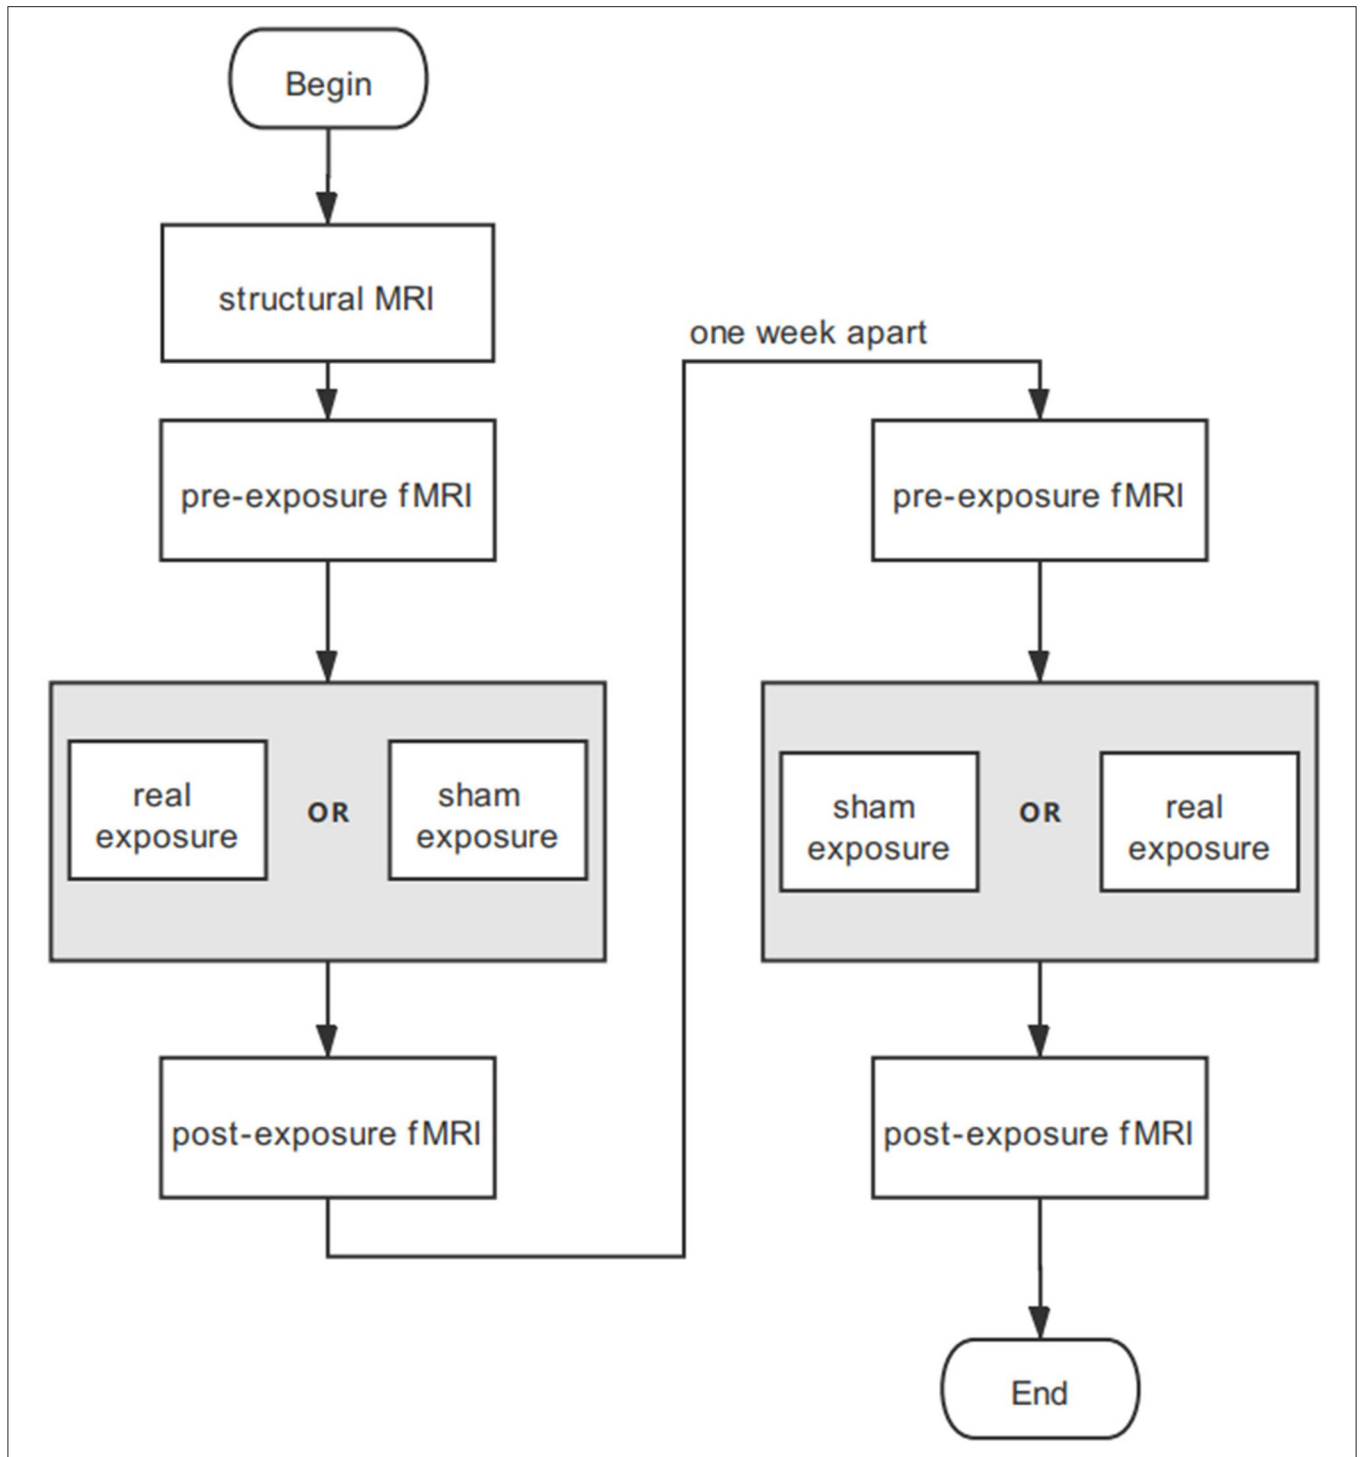 Begin
structural MRI
pre-exposure fMRI
real
exposure
OR
sham
exposure
post-exposure fMRI
one week apart
pre-exposure fMRI
sham
exposure
OR
real
exposure
post-exposure fMRI
End